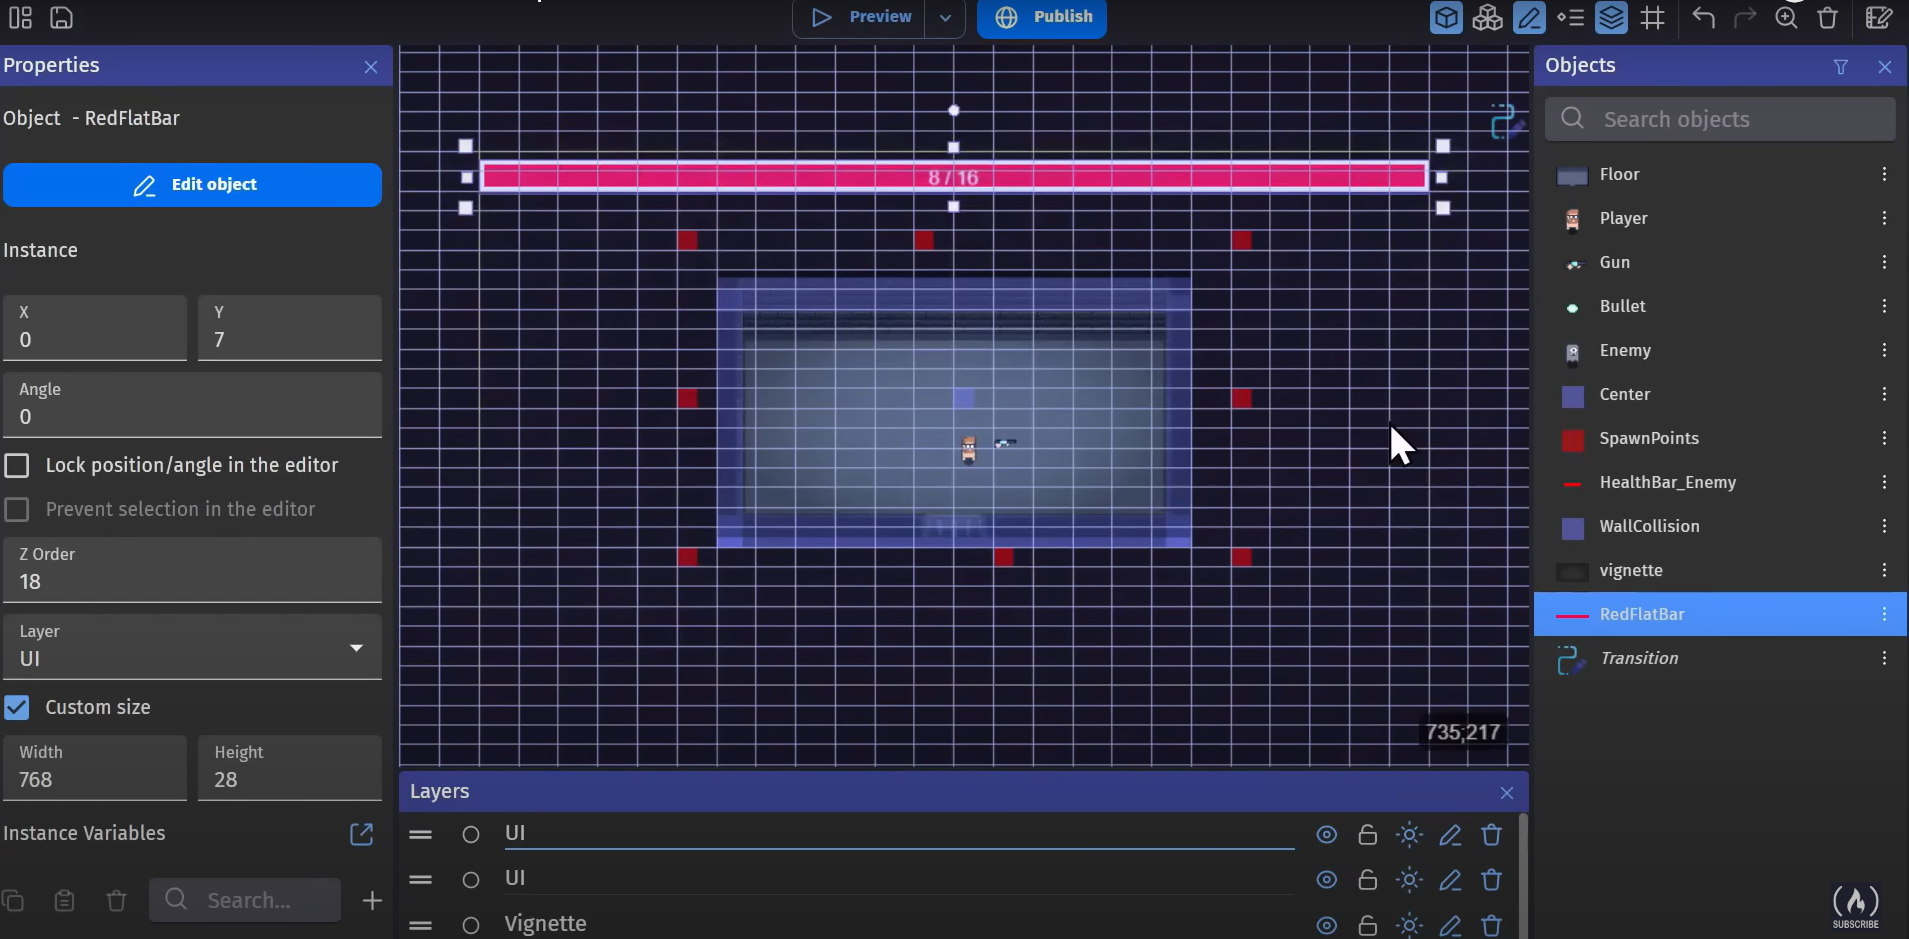 Preview
Publish
Properties
Object - RedFlatBar
Edit object
Instance
X
0
Y
7
Angle
0
Lock position/angle in the editor
Prevent selection in the editor
Z Order
18
Layer
UI
Custom size
Width
768
Height
28
Instance Variables
Search...
8 / 16
735;217
Layers
UI
UI
Vignette
Objects
Search objects
Floor
Player
Gun
Bullet
Enemy
Center
SpawnPoints
HealthBar_Enemy
WallCollision
vignette
RedFlatBar
Transition
SUBSCRIBE